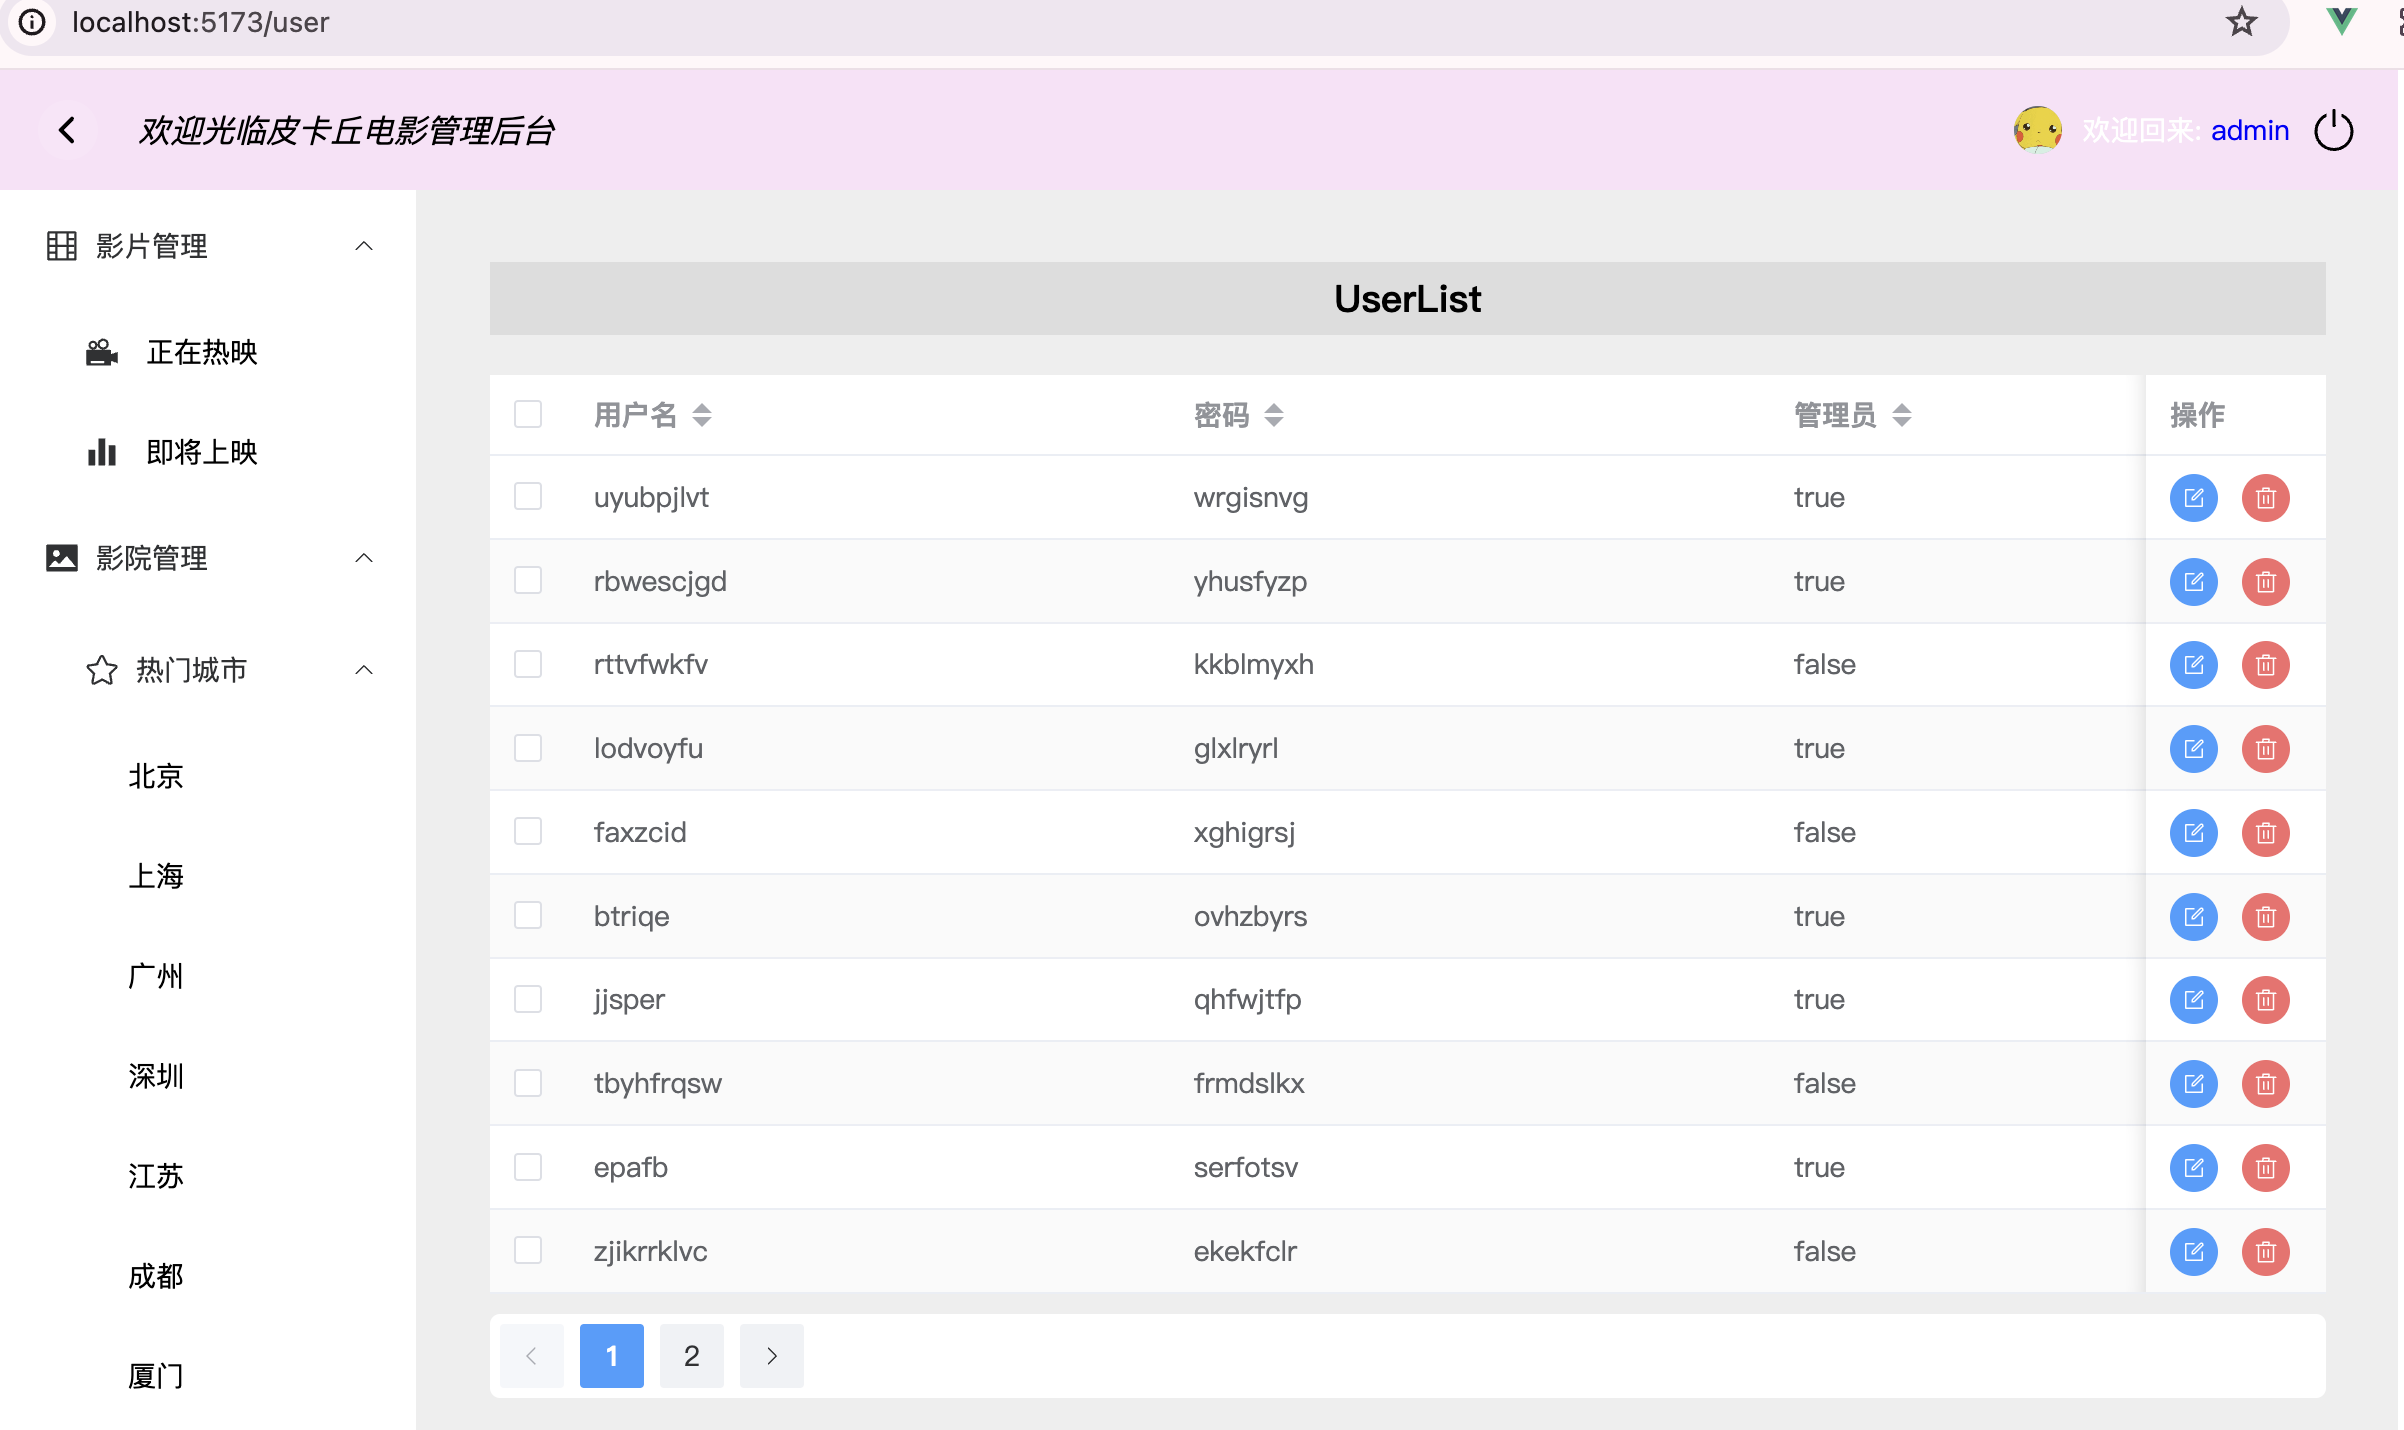 localhost:5173/user
欢迎光临皮卡丘电影管理后台
欢迎回来: admin
影片管理
正在热映
即将上映
影院管理
热门城市
北京
上海
广州
深圳
江苏
成都
厦门
UserList
用户名 密码 管理员 操作
uyubpjlvt wrgisnvg true
rbwescjgd yhusfyzp true
rttvfwkfv kkblmyxh false
lodvoyfu glxlryrl true
faxzcid xghigrsj false
btriqe ovhzbyrs true
jjsper qhfwjtfp true
tbyhfrqsw frmdslkx false
epafb serfotsv true
zjikrrklvc ekekfclr false
1 2